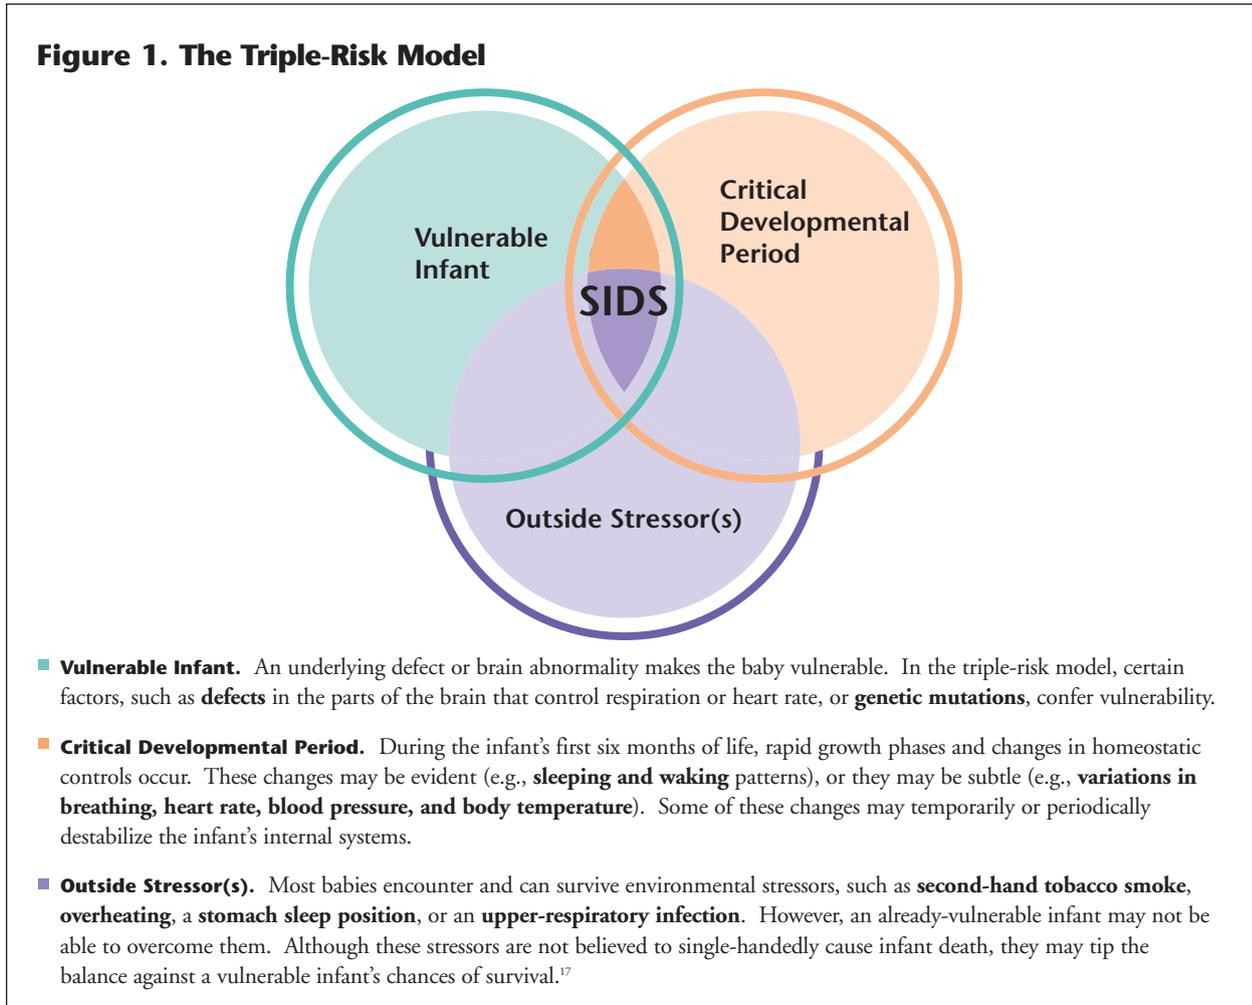 Figure 1. The Triple-Risk Model
Vulnerable
Infant
Critical
Developmental
Period
SIDS
Outside Stressor(s)
Vulnerable Infant. An underlying defect or brain abnormality makes the baby vulnerable. In the triple-risk model, certain
factors, such as defects in the parts of the brain that control respiration or heart rate, or genetic mutations, confer vulnerability.
Critical Developmental Period. During the infant’s first six months of life, rapid growth phases and changes in homeostatic
controls occur. These changes may be evident (e.g., sleeping and waking patterns), or they may be subtle (e.g., variations in
breathing, heart rate, blood pressure, and body temperature). Some of these changes may temporarily or periodically
destabilize the infant’s internal systems.
Outside Stressor(s). Most babies encounter and can survive environmental stressors, such as second-hand tobacco smoke,
overheating, a stomach sleep position, or an upper-respiratory infection. However, an already-vulnerable infant may not be
able to overcome them. Although these stressors are not believed to single-handedly cause infant death, they may tip the
balance against a vulnerable infant’s chances of survival.17